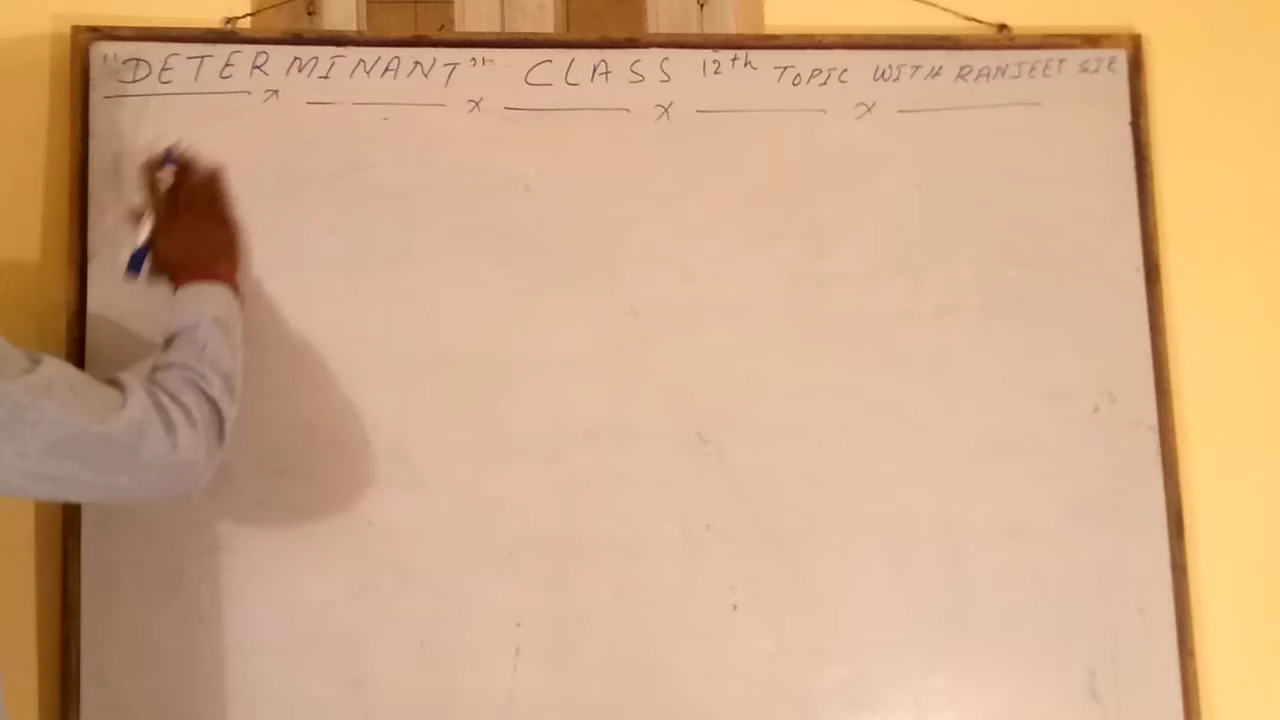 "DETERMINANT" CLASS 12th TOPIC WITH RANJEET SIR
x x x x